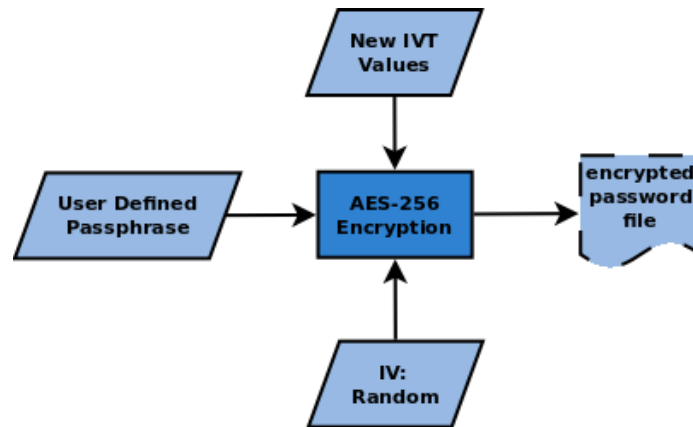 New IVT
Values
User Defined
Passphrase
AES-256
Encryption
encrypted
password
file
IV:
Random